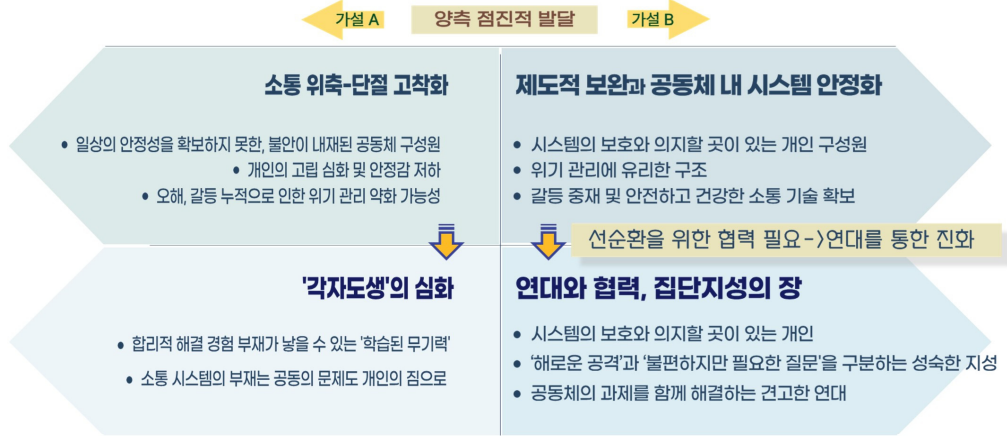 가설 A
양측 점진적 발달
가설 B
소통 위축-단절 고착화
• 일상의 안정성을 확보하지 못한, 불안이 내재된 공동체 구성원
• 개인의 고립 심화 및 안정감 저하
• 오해, 갈등 누적으로 인한 위기 관리 약화 가능성
제도적 보완과 공동체 내 시스템 안정화
• 시스템의 보호와 의지할 곳이 있는 개인 구성원
• 위기 관리에 유리한 구조
• 갈등 중재 및 안전하고 건강한 소통 기술 확보
선순환을 위한 협력 필요->연대를 통한 진화
'각자도생'의 심화
• 합리적 해결 경험 부재가 낳을 수 있는 '학습된 무기력'
• 소통 시스템의 부재는 공동의 문제도 개인의 짐으로
연대와 협력, 집단지성의 장
• 시스템의 보호와 의지할 곳이 있는 개인
• '해로운 공격'과 '불편하지만 필요한 질문'을 구분하는 성숙한 지성
• 공동체의 과제를 함께 해결하는 견고한 연대